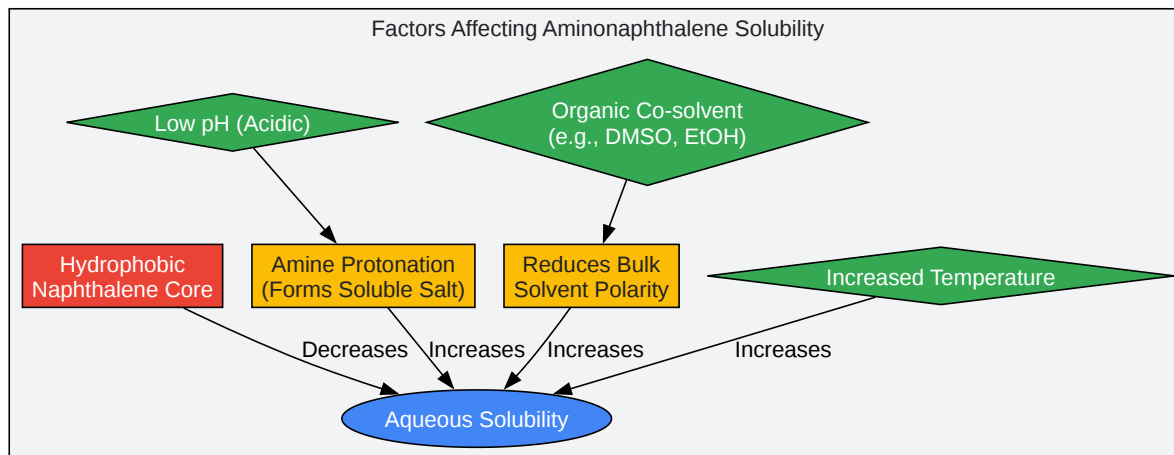 Factors Affecting Aminonaphthalene Solubility
Low pH (Acidic)
Organic Co-solvent
(e.g., DMSO, EtOH)
Hydrophobic
Naphthalene Core
Amine Protonation
(Forms Soluble Salt)
Reduces Bulk
Solvent Polarity
Increased Temperature
Decreases
Increases
Increases
Increases
Aqueous Solubility